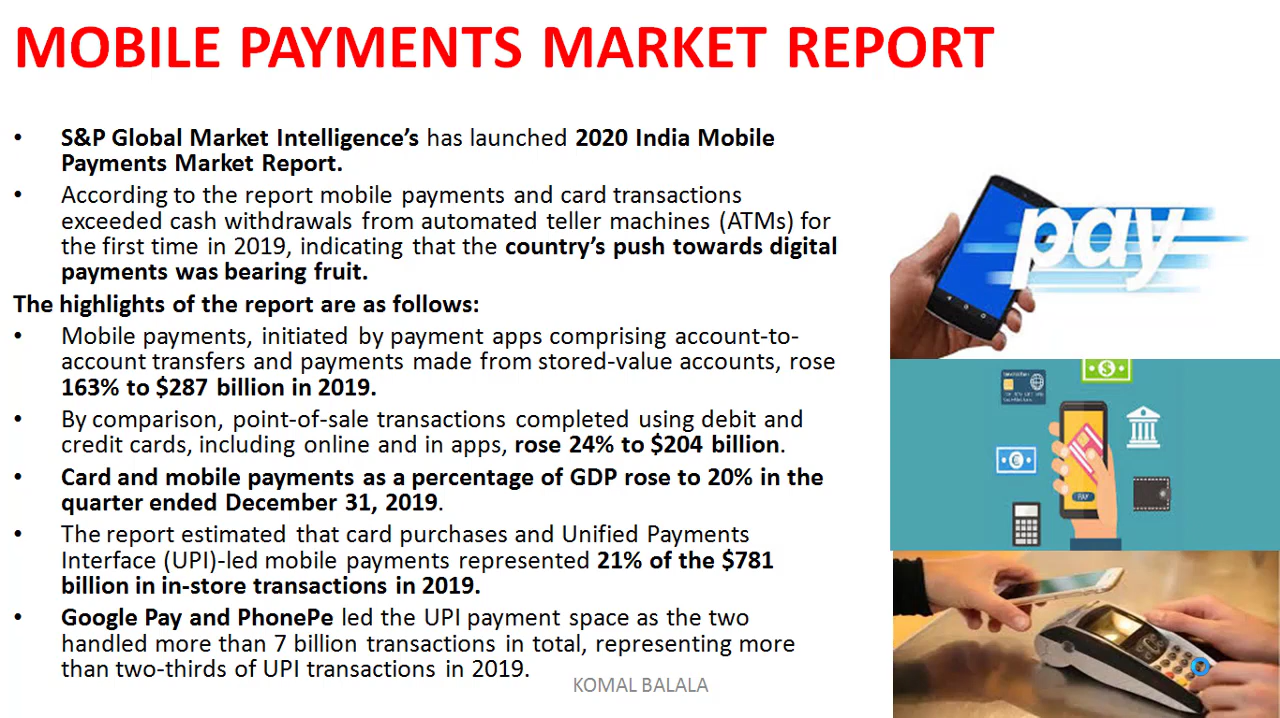 MOBILE PAYMENTS MARKET REPORT
• S&P Global Market Intelligence’s has launched 2020 India Mobile
Payments Market Report.
• According to the report mobile payments and card transactions
exceeded cash withdrawals from automated teller machines (ATMs) for
the first time in 2019, indicating that the country’s push towards digital
payments was bearing fruit.
The highlights of the report are as follows:
• Mobile payments, initiated by payment apps comprising account-to-
account transfers and payments made from stored-value accounts, rose
163% to $287 billion in 2019.
• By comparison, point-of-sale transactions completed using debit and
credit cards, including online and in apps, rose 24% to $204 billion.
• Card and mobile payments as a percentage of GDP rose to 20% in the
quarter ended December 31, 2019.
• The report estimated that card purchases and Unified Payments
Interface (UPI)-led mobile payments represented 21% of the $781
billion in in-store transactions in 2019.
• Google Pay and PhonePe led the UPI payment space as the two
handled more than 7 billion transactions in total, representing more
than two-thirds of UPI transactions in 2019.
KOMAL BALALA
pay
$
PAY